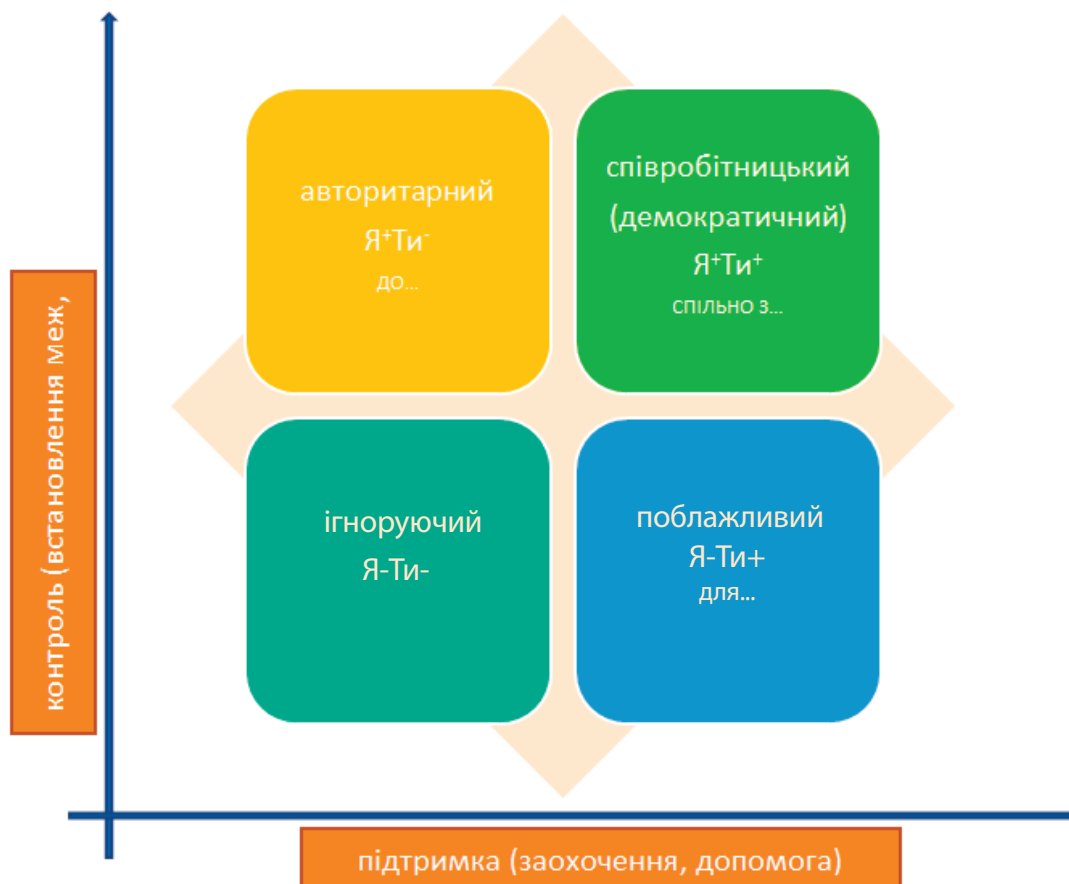 контроль (встановлення меж,
авторитарний
Я⁺Ти⁻
ДО...
співробітницький
(демократичний)
Я⁺Ти⁺
СПІЛЬНО З...
ігноруючий
Я-Ти-
поблажливий
Я-Ти+
для...
підтримка (заохочення, допомога)